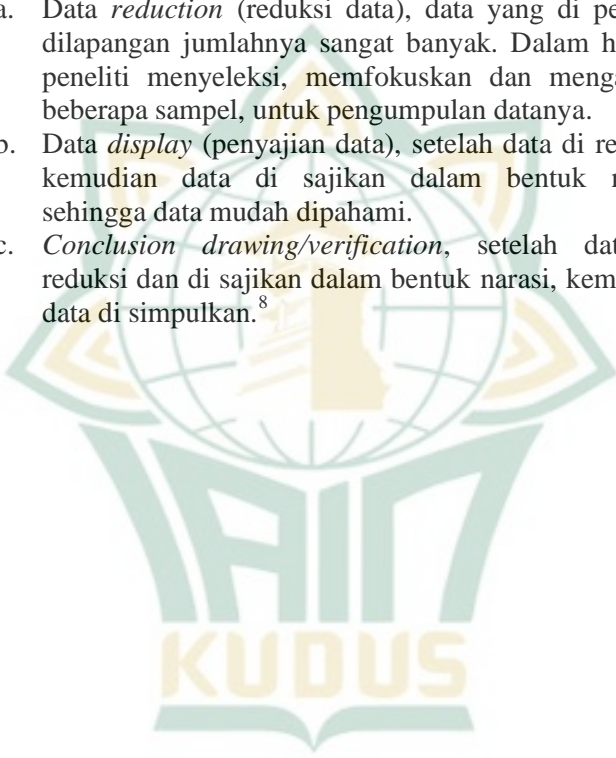 a. Data reduction (reduksi data), data yang di pe
dilapangan jumlahnya sangat banyak. Dalam h
peneliti menyeleksi, memfokuskan dan menga
beberapa sampel, untuk pengumpulan datanya.
b. Data display (penyajian data), setelah data di re
kemudian data di sajikan dalam bentuk
sehingga data mudah dipahami.
c. Conclusion drawing/verification, setelah dat
reduksi dan di sajikan dalam bentuk narasi, kem
data di simpulkan.8
IAIN
KUDUS